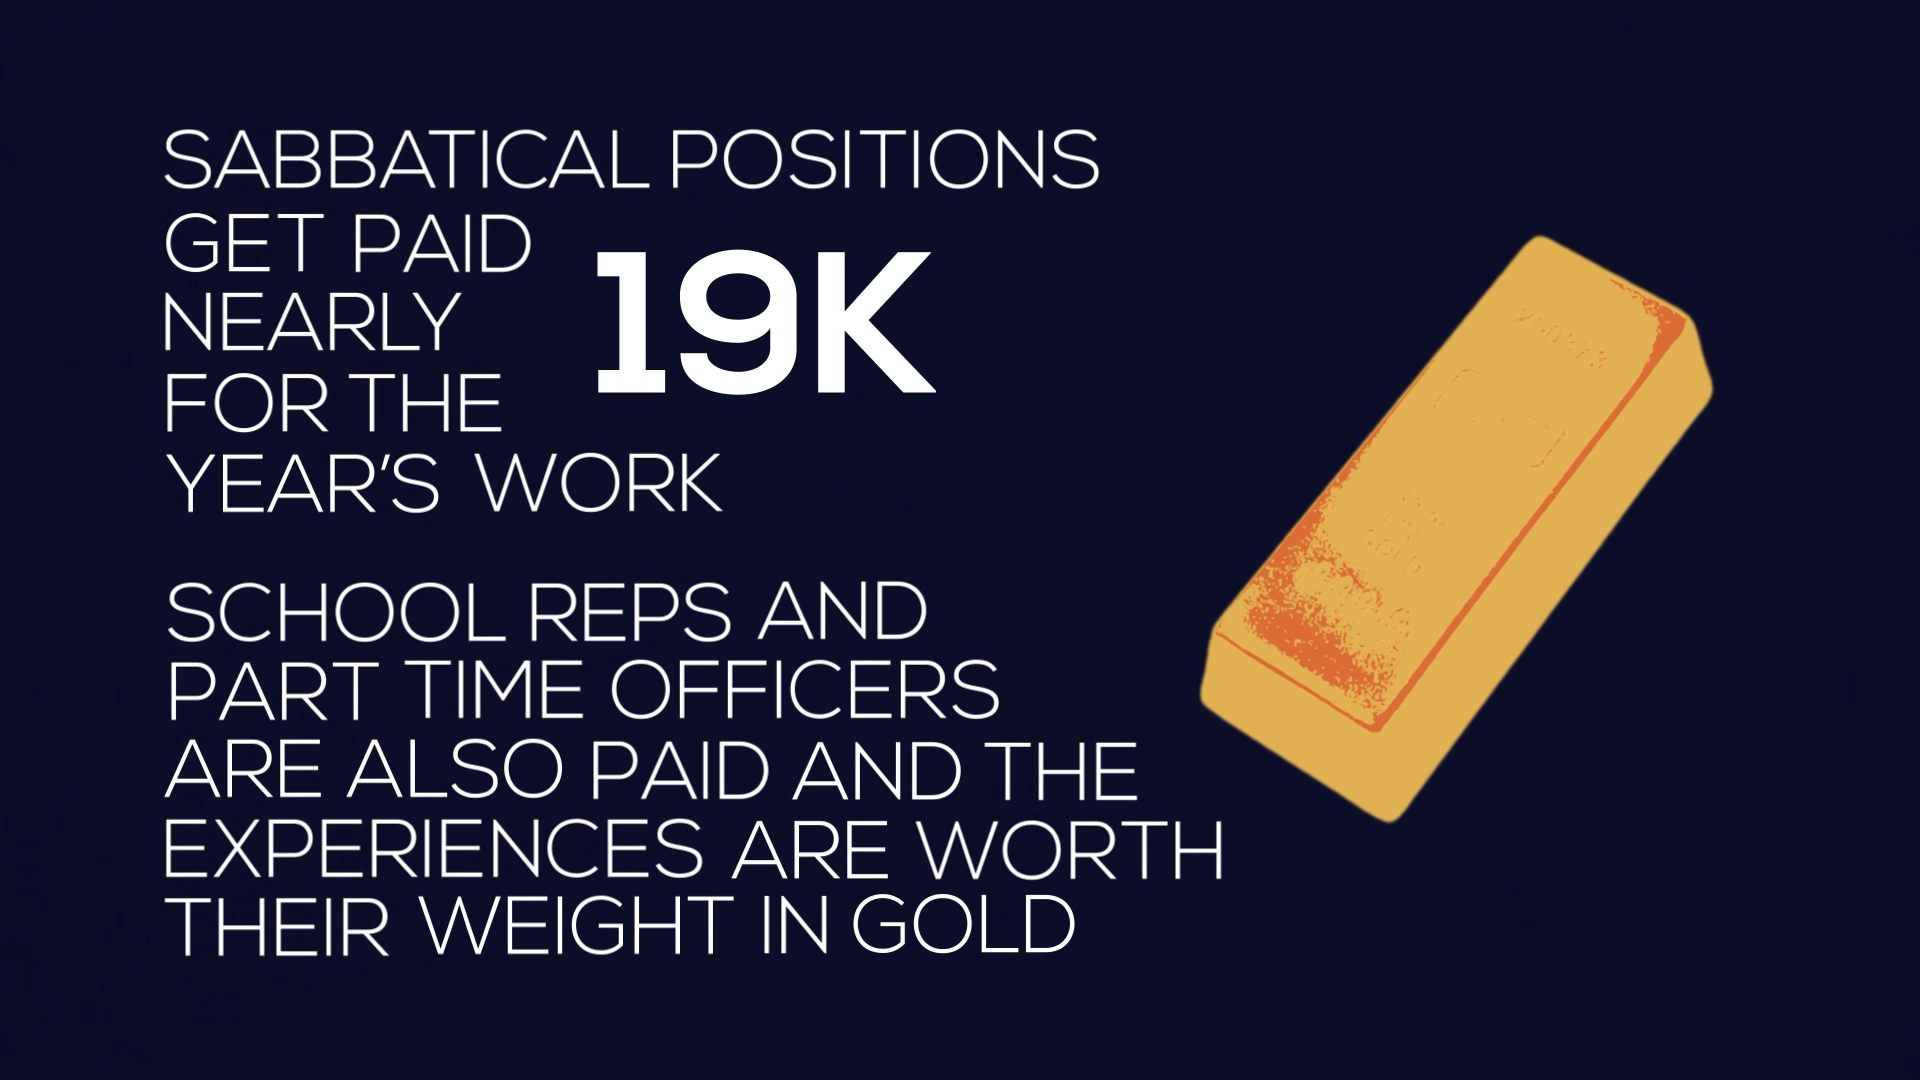 SABBATICAL POSITIONS
GET PAID
NEARLY 19K
FOR THE
YEAR'S WORK
SCHOOL REPS AND
PART TIME OFFICERS
ARE ALSO PAID AND THE
EXPERIENCES ARE WORTH
THEIR WEIGHT IN GOLD